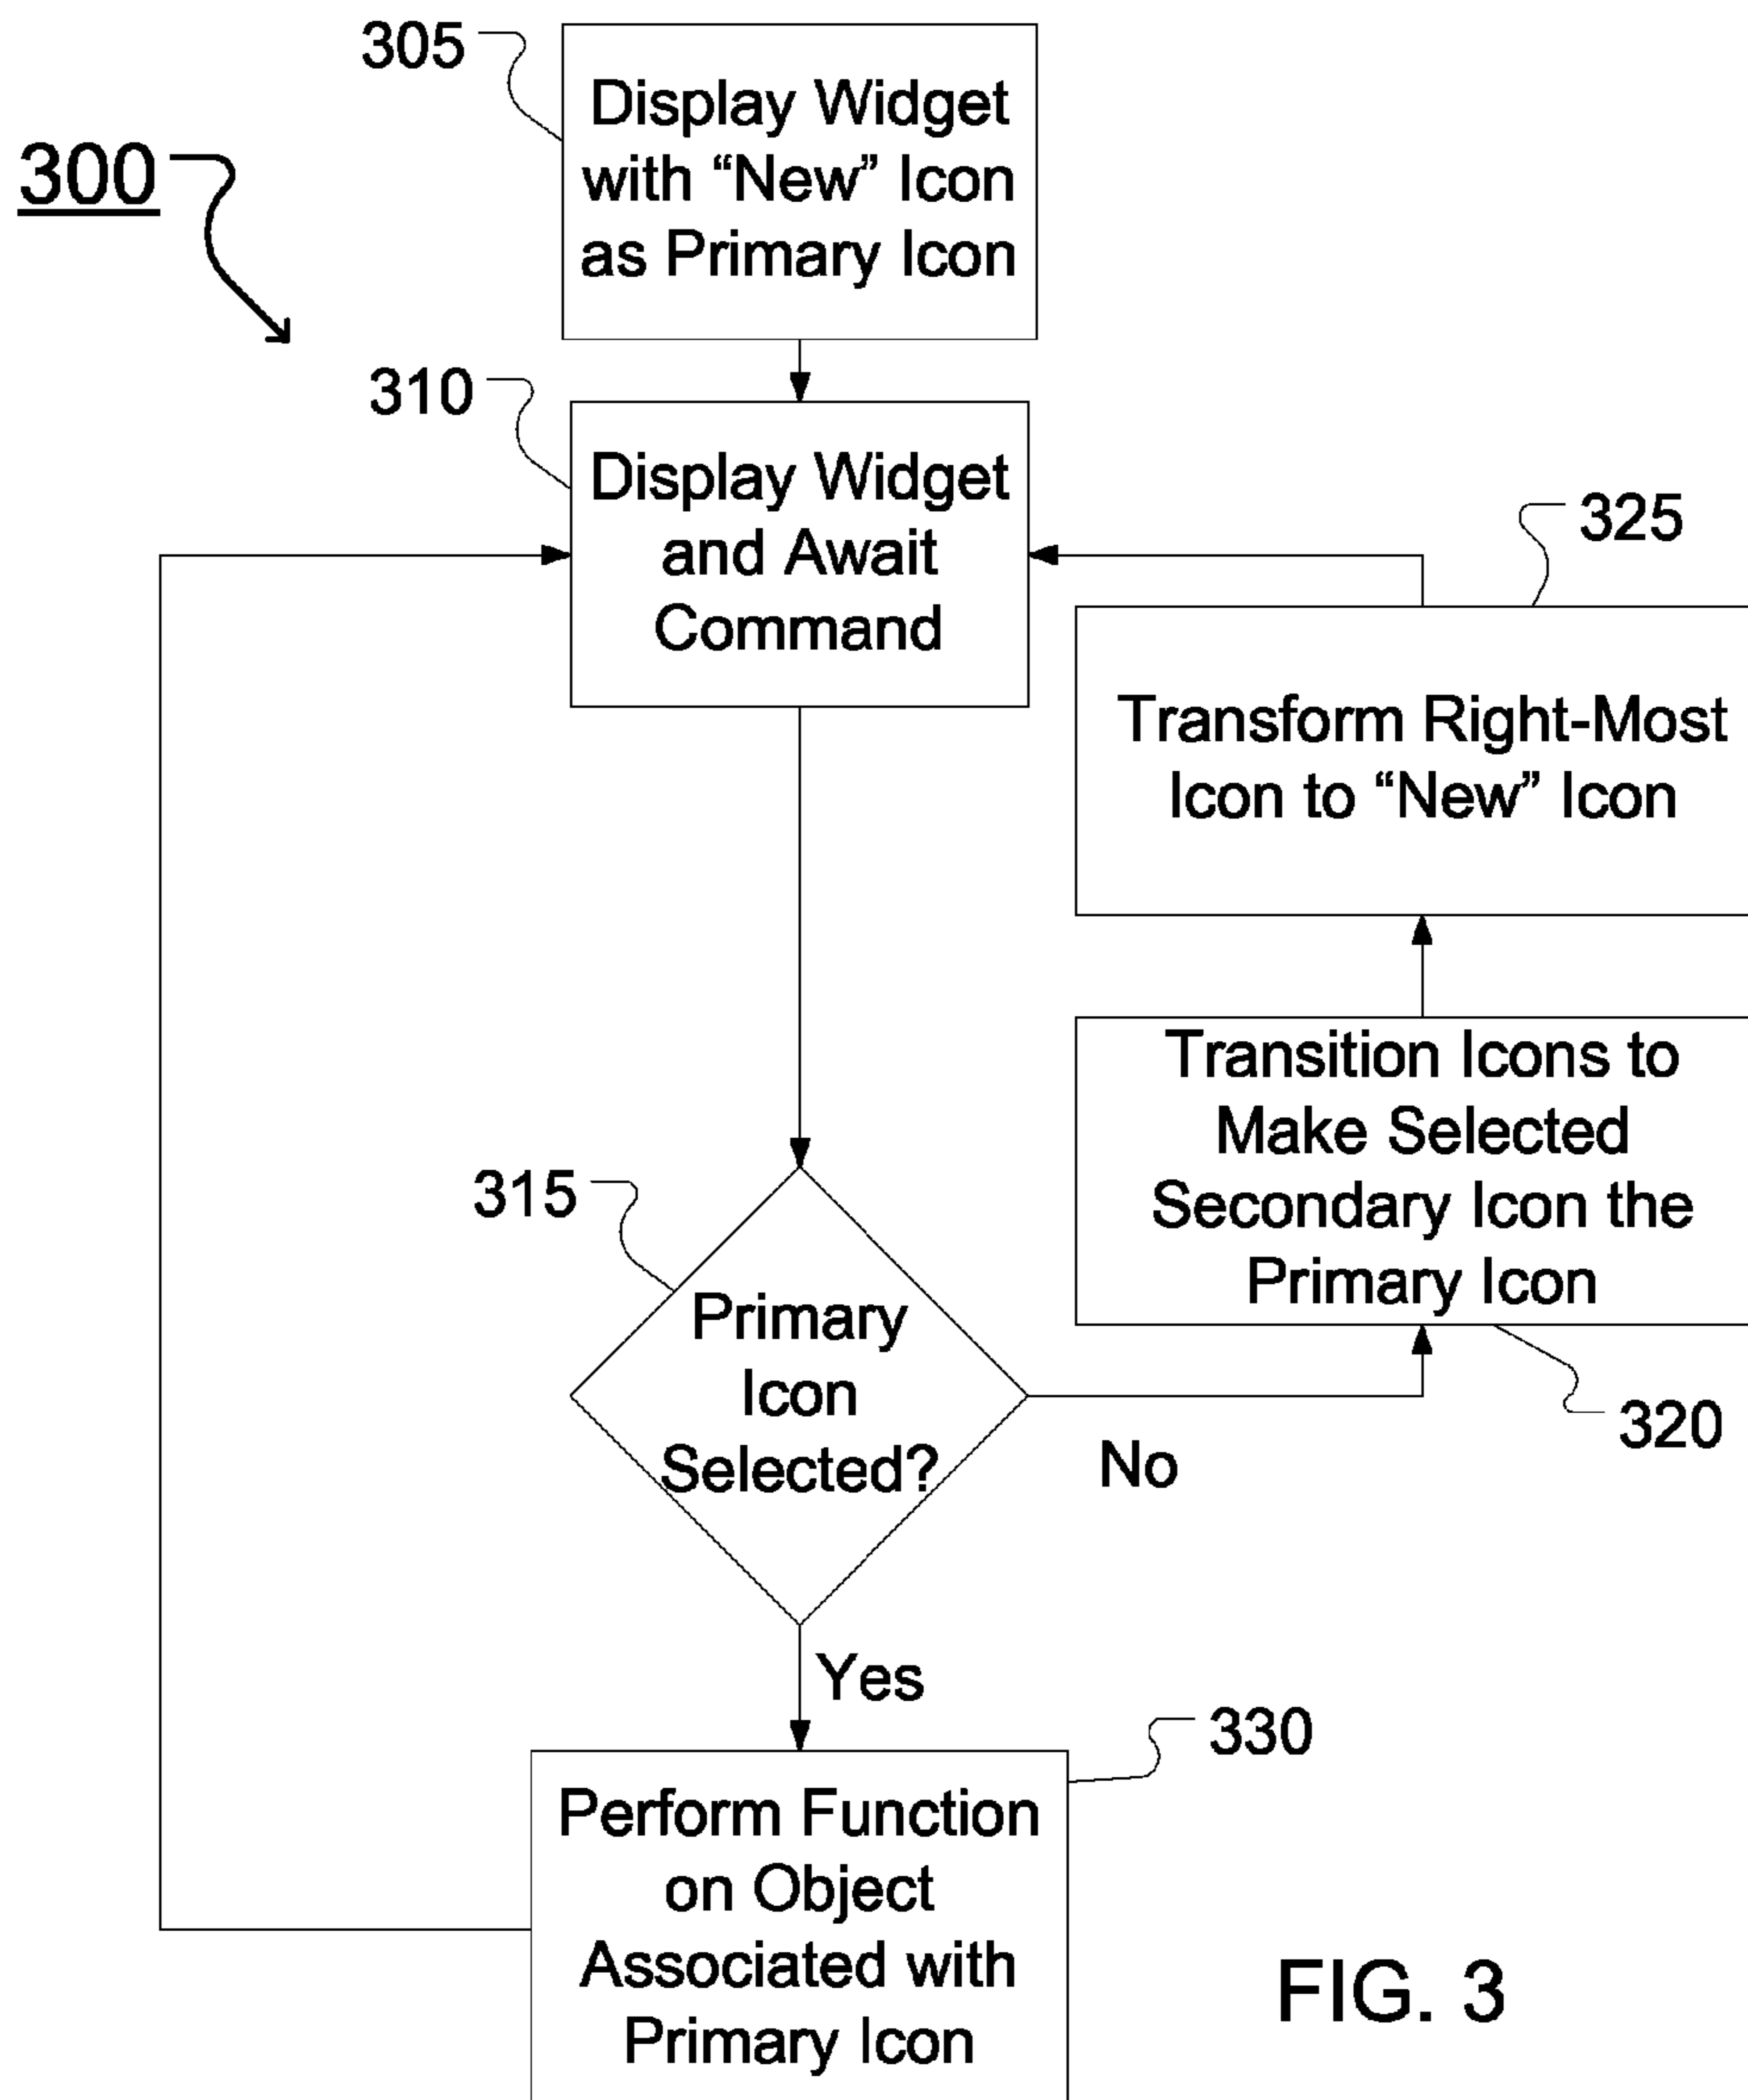 305
Display Widget
with “New” Icon
as Primary Icon
300
310
Display Widget
and Await
Command
325
Transform Right-Most
Icon to “New” Icon
Transition Icons to
Make Selected
Secondary Icon the
Primary Icon
315
Primary
Icon
Selected?
320
No
Yes
330
Perform Function
on Object
Associated with
Primary Icon
FIG. 3